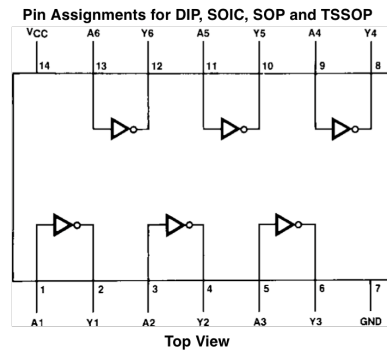 Pin Assignments for DIP, SOIC, SOP and TSSOP
VCC A6 Y6 A5 Y5 A4 Y4
14 13 12 11 10 9 8
1 2 3 4 5 6 7
A1 Y1 A2 Y2 A3 Y3 GND
Top View